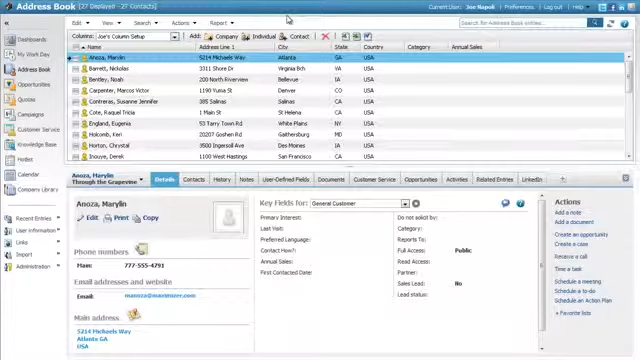 Address Book [27 Displayed - 27 Contacts] Current User: Joe Napoli Preferences Log out
Edit View Search Actions Report Search for Address Book entries
Columns: Joe's Column Setup Add: Company Individual Contact
Name Address Line 1 City State Country Category Annual Sales
Anoza, Marylin 5214 Michaels Way Atlanta GA USA
Barrett, Nickolas 3311 Shore Dr Virginia Bch VA USA
Bentley, Noah 200 North Riverview Bellevue IA USA
Carpenter, Marcos 1190 Yuma St Denver CO USA
Contreras, Susanne Jennifer 385 Salinas Salinas CA USA
Cote, Raquel Tricia 1 Main St St Helena CA USA
England, Eugenia 53 Tarry Town Rd White Plains NY USA
Holcomb, Keri 20707 Goshen Rd Gaithersburg MD USA
Horton, Chrystal 3500 Ingersoll Ave Des Moines IA USA
Inouye, Derek 1100 West Hastings San Francisco CA USA
Dashboards
My Work Day
Address Book
Opportunities
Quotes
Campaigns
Customer Service
Knowledge Base
Hotlist
Calendar
Company Library
Recent Entries
User Information
Links
Import
Administration
Anoza, Marylin
Through the Grapevine
Details Contacts History Notes User-Defined Fields Documents Customer Service Opportunities Activities Related Entries LinkedIn +
Anoza, Marylin
Edit Print Copy
Phone numbers
Main: 777-555-4791
Email addresses and website
Email: manoza@maximizer.com
Main address
5214 Michaels Way
Atlanta GA
USA
Key Fields for: General Customer
Primary Interest: Do not solicit by:
Last Visit: Category:
Preferred Language: Reports To:
Contact How?: Full Access: Public
Annual Sales: Read Access:
First Contacted Date: Partner:
Sales Lead: No
Lead status:
Actions
Add a note
Add a document
Create an opportunity
Create a case
Resume a call
Time a task
Schedule a meeting
Schedule a to-do
Schedule an Action Plan
+ Favorite lists